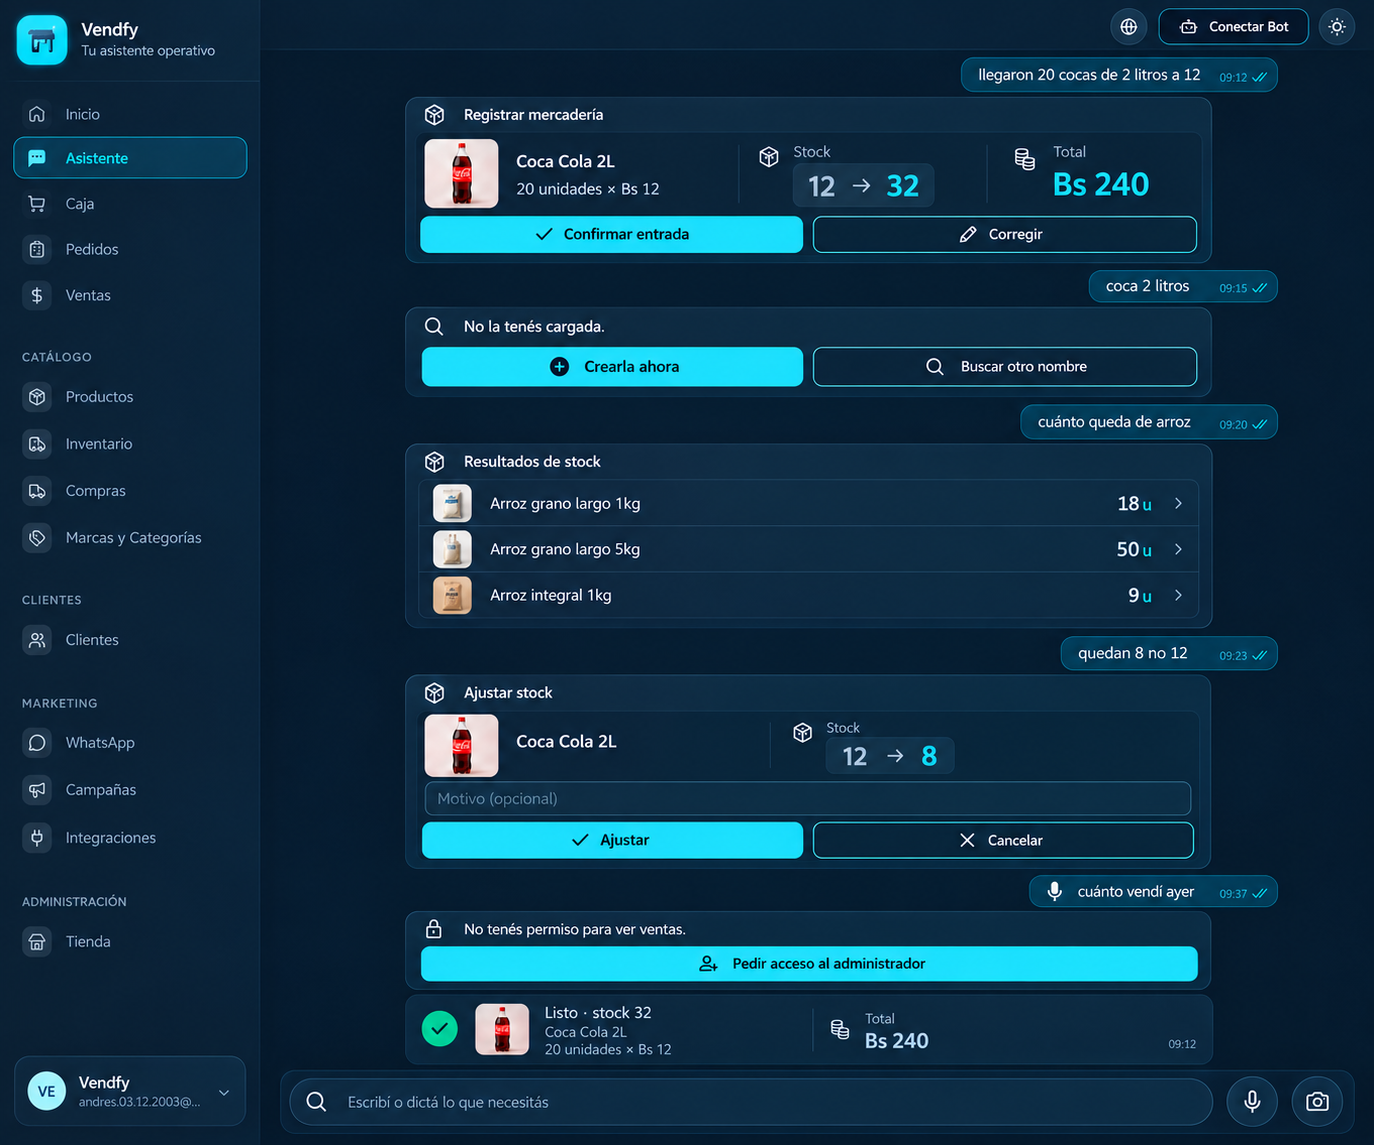 Vendfy
Tu asistente operativo
Inicio
Asistente
Caja
Pedidos
Ventas
CATÁLOGO
Productos
Inventario
Compras
Marcas y Categorías
CLIENTES
Clientes
MARKETING
WhatsApp
Campañas
Integraciones
ADMINISTRACIÓN
Tienda
VE
Vendfy
andres.03.12.2003@...
Conectar Bot
llegaron 20 cocas de 2 litros a 12 09:12
Registrar mercadería
Coca Cola 2L
20 unidades × Bs 12
Stock
12 → 32
Total
Bs 240
Confirmar entrada
Corregir
coca 2 litros 09:15
No la tenés cargada.
Crearla ahora
Buscar otro nombre
cuánto queda de arroz 09:20
Resultados de stock
Arroz grano largo 1kg 18 u
Arroz grano largo 5kg 50 u
Arroz integral 1kg 9 u
quedan 8 no 12 09:23
Ajustar stock
Coca Cola 2L
Stock
12 → 8
Motivo (opcional)
Ajustar
Cancelar
cuánto vendí ayer 09:37
No tenés permiso para ver ventas.
Pedir acceso al administrador
Listo · stock 32
Coca Cola 2L
20 unidades × Bs 12
Total
Bs 240
09:12
Escribí o dictá lo que necesitás